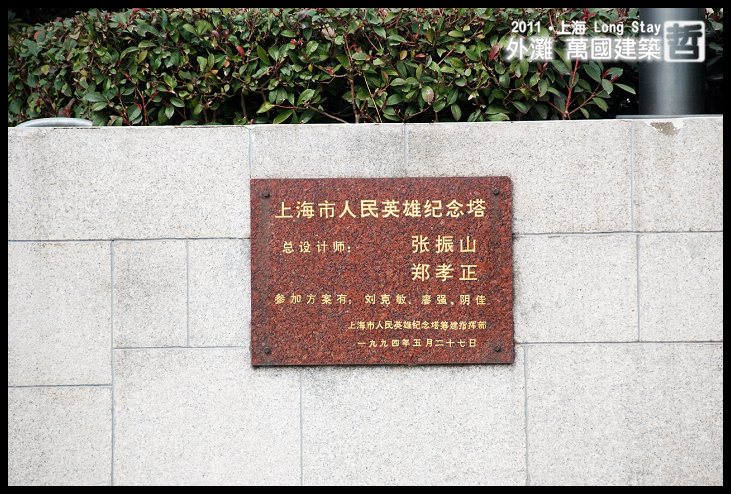 2011·上海 Long Stay
外灘 萬國建築 哲
上海市人民英雄纪念塔
总设计师： 张振山
郑孝正
参加方案有：刘克敏、廖强、阴佳
上海市人民英雄纪念塔筹建指挥部
一九九四年五月二十七日